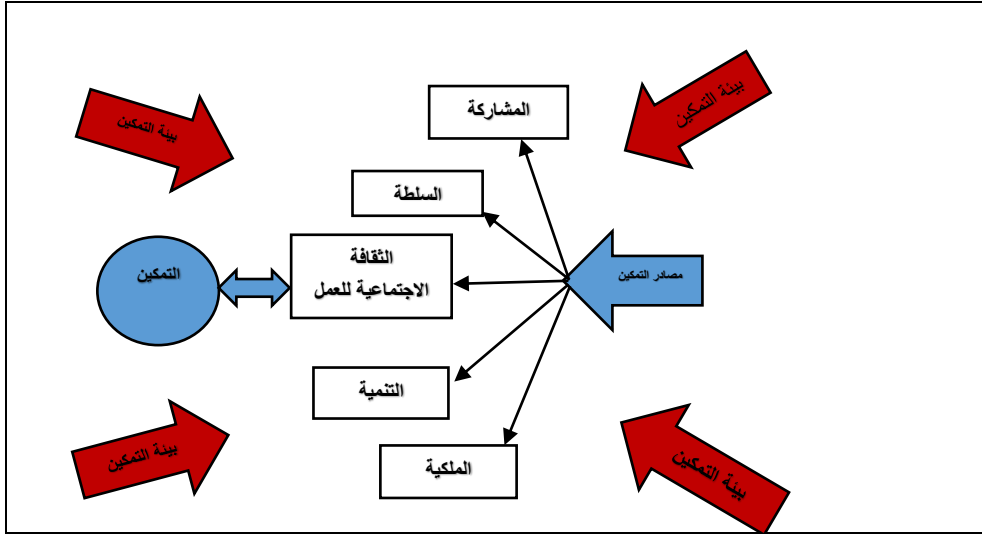 بيئة التمكين
بيئة التمكين
المشاركة
السلطة
الثقافة
الاجتماعية للعمل
مصادر التمكين
التمكين
التنمية
الملكية
بيئة التمكين
بيئة التمكين